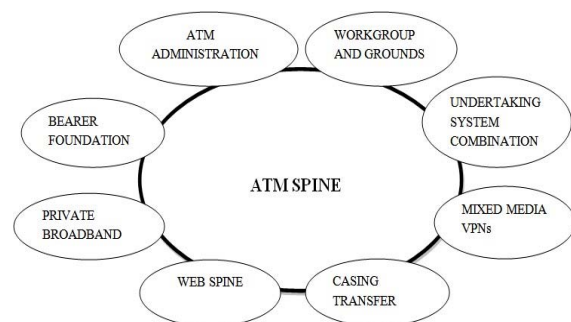 ATM
ADMINISTRATION
WORKGROUP
AND GROUNDS
BEARER
FOUNDATION
UNDERTAKING
SYSTEM
COMBINATION
ATM SPINE
PRIVATE
BROADBAND
MIXED MEDIA
VPNs
WEB SPINE
CASING
TRANSFER